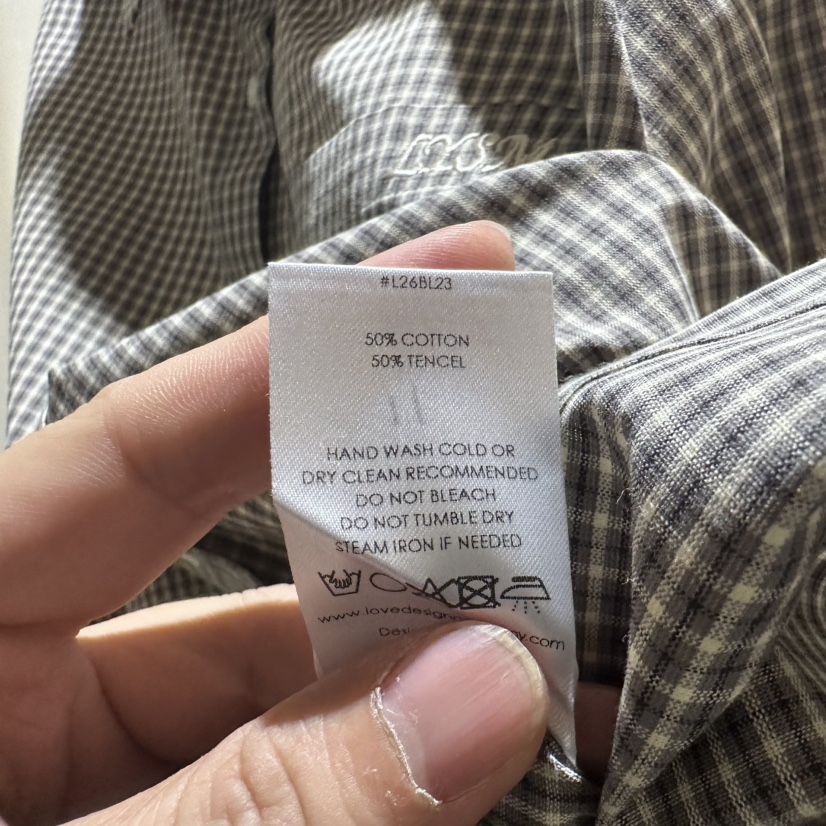 #L26BL23
50% COTTON
50% TENCEL
HAND WASH COLD OR
DRY CLEAN RECOMMENDED
DO NOT BLEACH
DO NOT TUMBLE DRY
STEAM IRON IF NEEDED